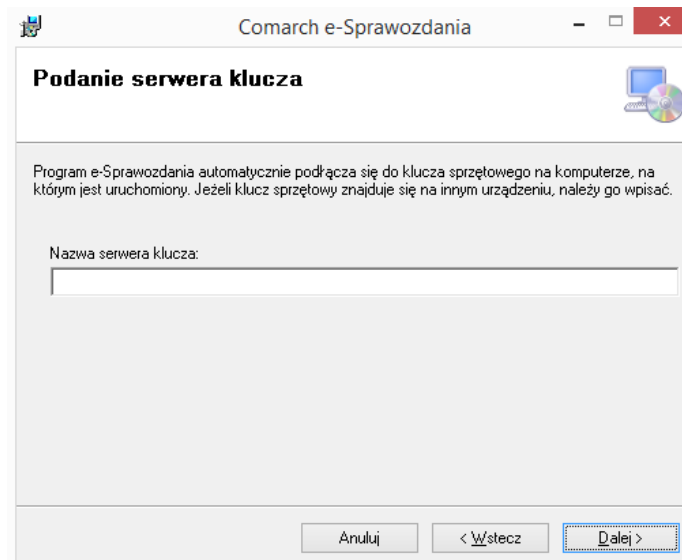 Comarch e-Sprawozdania
Podanie serwera klucza
Program e-Sprawozdania automatycznie podłącza się do klucza sprzętowego na komputerze, na
którym jest uruchomiony. Jeżeli klucz sprzętowy znajduje się na innym urządzeniu, należy go wpisać.
Nazwa serwera klucza:
Anuluj
< Wstecz
Dalej >